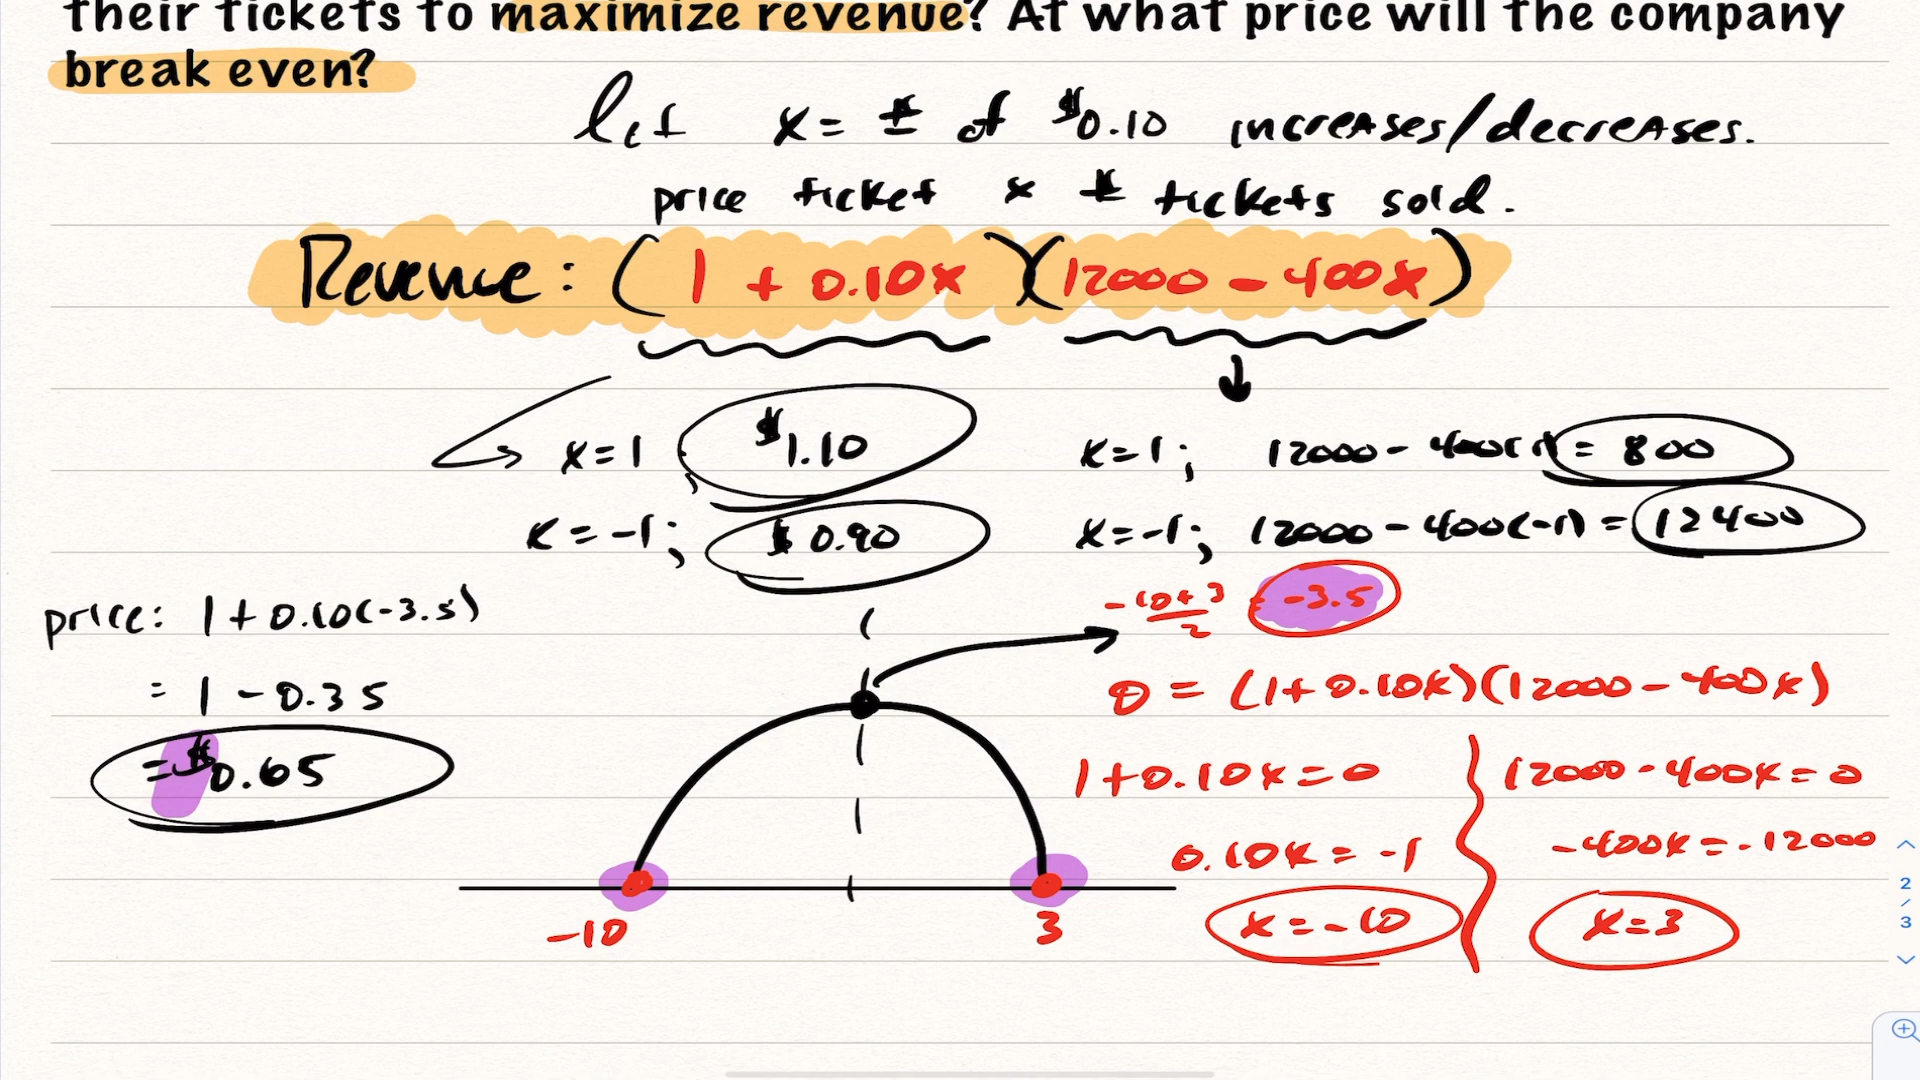 their tickets to maximize revenue? At what price will the company
break even?
let x = # of $0.10 increases/decreases.
price ticket x # tickets sold.
Revenue: (1 + 0.10x)(12000 - 400x)
x=1 ; $1.10
x=1; 12000 - 400(1) = 800
x=-1; $0.90
x=-1; 12000 - 400(-1) = 12400
price: 1+0.10(-3.5)
= 1 - 0.35
= $0.65
-10+3
2
= -3.5
0 = (1+0.10x)(12000 - 400x)
1+0.10x=0
12000-400x=0
0.10x = -1
-400x = -12000
x = -10
x=3
-10
3
2
/
3